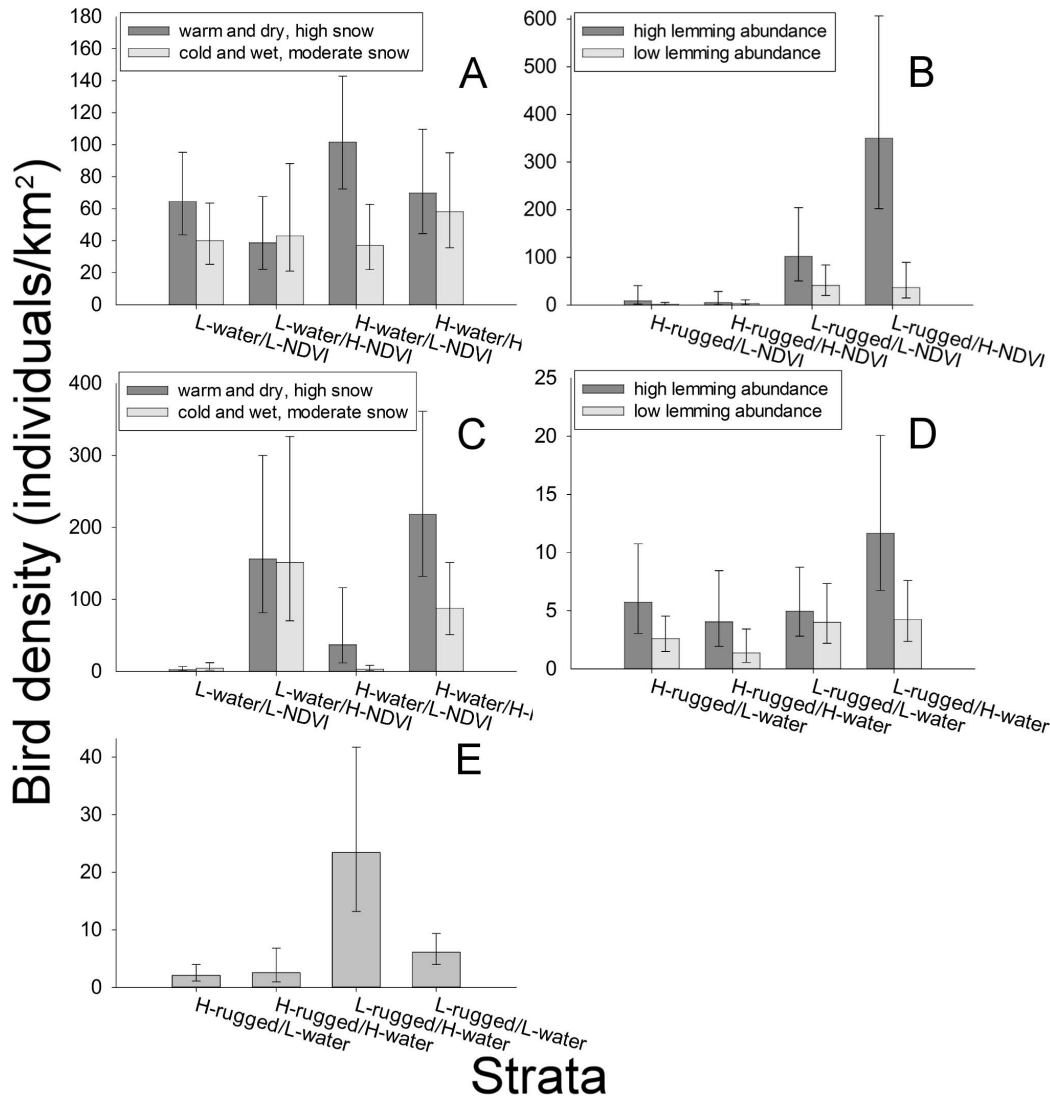 Bird density (individuals/km²)
A
warm and dry, high snow
cold and wet, moderate snow
180
160
140
120
100
80
60
40
20
0
L-water/L-NDVI
L-water/H-NDVI
H-water/L-NDVI
H-water/H
B
high lemming abundance
low lemming abundance
600
500
400
300
200
100
0
H-rugged/L-NDVI
H-rugged/H-NDVI
L-rugged/L-NDVI
L-rugged/H-NDVI
C
warm and dry, high snow
cold and wet, moderate snow
400
300
200
100
0
L-water/L-NDVI
L-water/H-NDVI
H-water/L-NDVI
H-water/H-
D
high lemming abundance
low lemming abundance
25
20
15
10
5
0
H-rugged/L-water
H-rugged/H-water
L-rugged/L-water
L-rugged/H-water
E
40
30
20
10
0
H-rugged/L-water
H-rugged/H-water
L-rugged/H-water
L-rugged/L-water
Strata